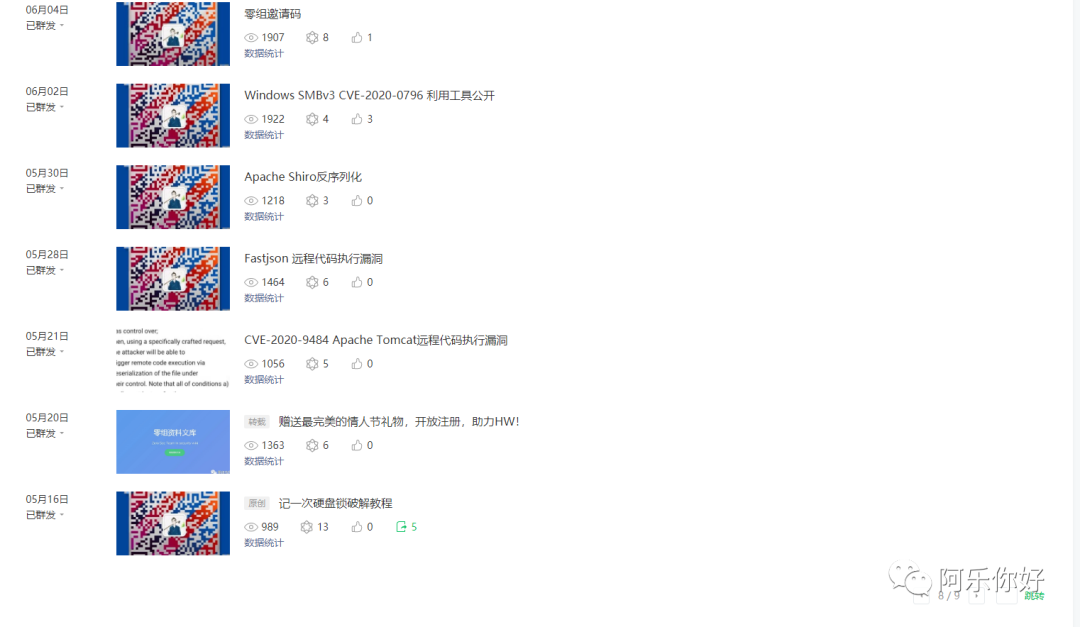 06月04日
已群发
零组邀请码
1907 8 1
数据统计
06月02日
已群发
Windows SMBv3 CVE-2020-0796 利用工具公开
1922 4 3
数据统计
05月30日
已群发
Apache Shiro反序列化
1218 3 0
数据统计
05月28日
已群发
Fastjson 远程代码执行漏洞
1464 6 0
数据统计
05月21日
已群发
ss control over;
en, using a specifically crafted request,
e attacker will be able to
igger remote code execution via
eserialization of the file under
eir control. Note that all of conditions a)
CVE-2020-9484 Apache Tomcat远程代码执行漏洞
1056 5 0
数据统计
05月20日
已群发
零组资料文库
转载 赠送最完美的情人节礼物，开放注册，助力HW！
1363 6 0
数据统计
05月16日
已群发
原创 记一次硬盘锁破解教程
989 13 0 5
数据统计
阿乐你好
8/9 跳转